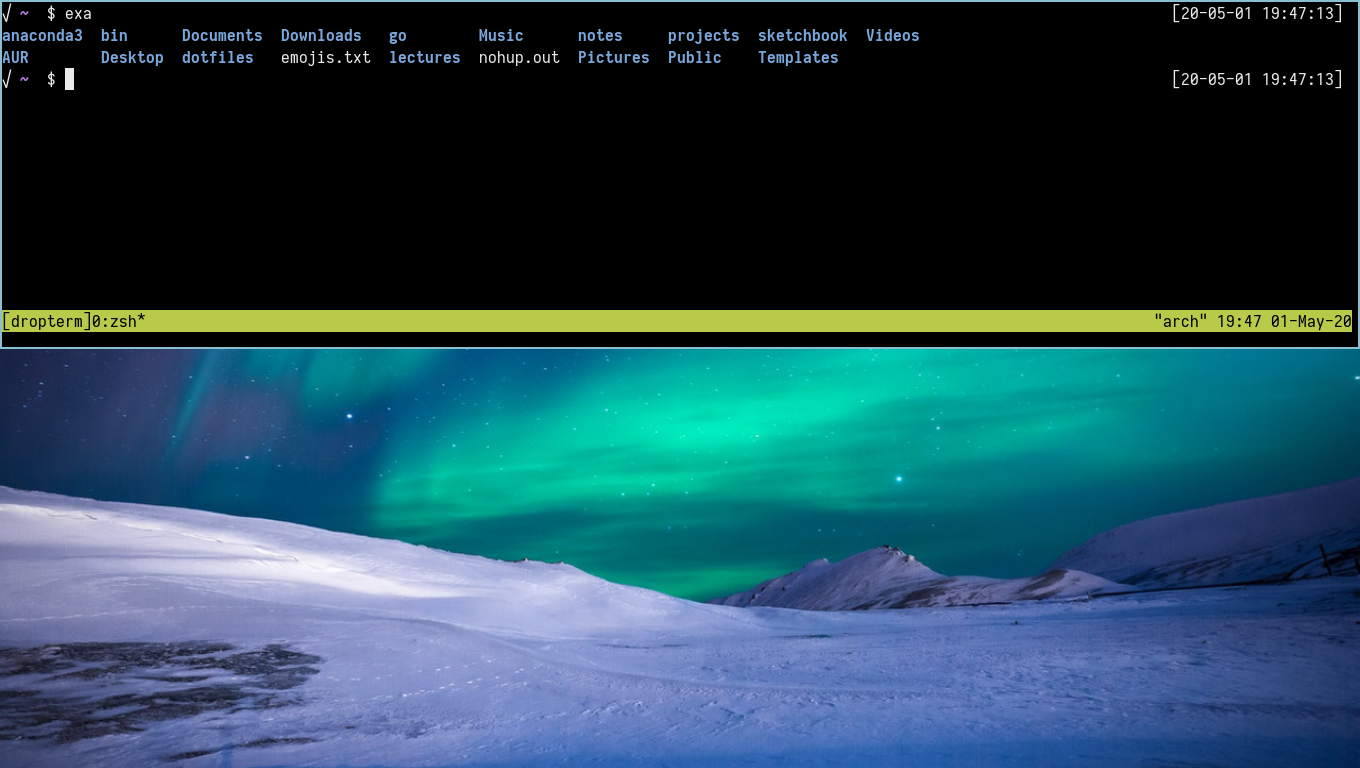 √ ~  $ exa [20-05-01 19:47:13]
anaconda3  bin      Documents  Downloads   go        Music      notes     projects  sketchbook  Videos
AUR        Desktop  dotfiles   emojis.txt  lectures  nohup.out  Pictures  Public    Templates
√ ~  $ [20-05-01 19:47:13]
[dropterm]0:zsh* "arch" 19:47 01-May-20